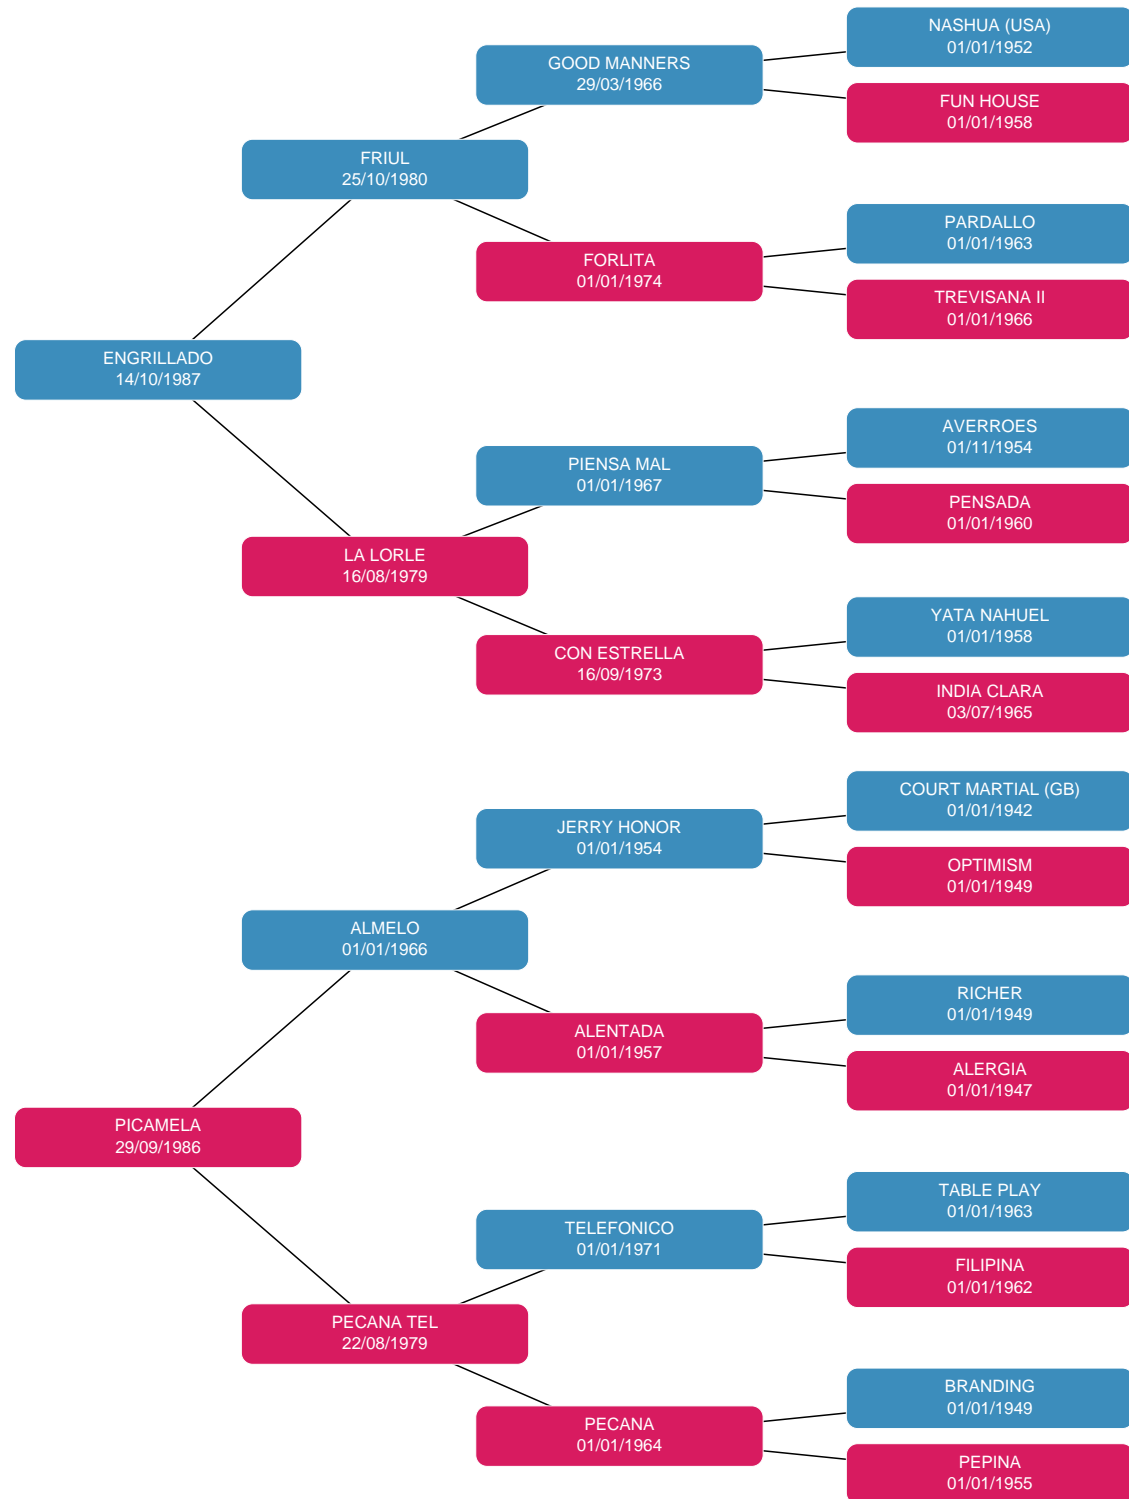 NASHUA (USA)
01/01/1952
GOOD MANNERS
29/03/1966
FUN HOUSE
01/01/1958
FRIUL
25/10/1980
PARDALLO
01/01/1963
FORLITA
01/01/1974
TREVISANA II
01/01/1966
ENGRILLADO
14/10/1987
AVERROES
01/11/1954
PIENSA MAL
01/01/1967
PENSADA
01/01/1960
LA LORLE
16/08/1979
YATA NAHUEL
01/01/1958
CON ESTRELLA
16/09/1973
INDIA CLARA
03/07/1965
COURT MARTIAL (GB)
01/01/1942
JERRY HONOR
01/01/1954
OPTIMISM
01/01/1949
ALMELO
01/01/1966
RICHER
01/01/1949
ALENTADA
01/01/1957
ALERGIA
01/01/1947
PICAMELA
29/09/1986
TABLE PLAY
01/01/1963
TELEFONICO
01/01/1971
FILIPINA
01/01/1962
PECANA TEL
22/08/1979
BRANDING
01/01/1949
PECANA
01/01/1964
PEPINA
01/01/1955